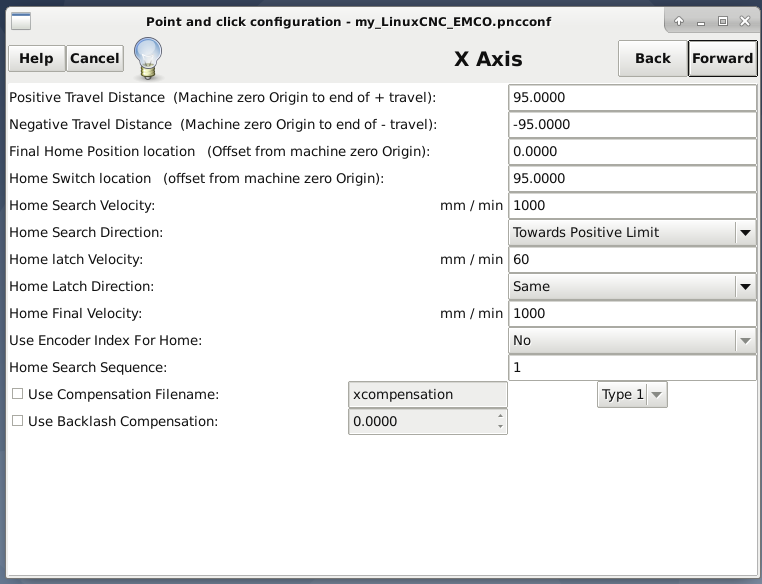 Point and click configuration - my_LinuxCNC_EMCO.pncconf
Help Cancel X Axis Back Forward
Positive Travel Distance (Machine zero Origin to end of + travel): 95.0000
Negative Travel Distance (Machine zero Origin to end of - travel): -95.0000
Final Home Position location (Offset from machine zero Origin): 0.0000
Home Switch location (offset from machine zero Origin): 95.0000
Home Search Velocity: mm / min 1000
Home Search Direction: Towards Positive Limit
Home latch Velocity: mm / min 60
Home Latch Direction: Same
Home Final Velocity: mm / min 1000
Use Encoder Index For Home: No
Home Search Sequence: 1
Use Compensation Filename: xcompensation Type 1
Use Backlash Compensation: 0.0000